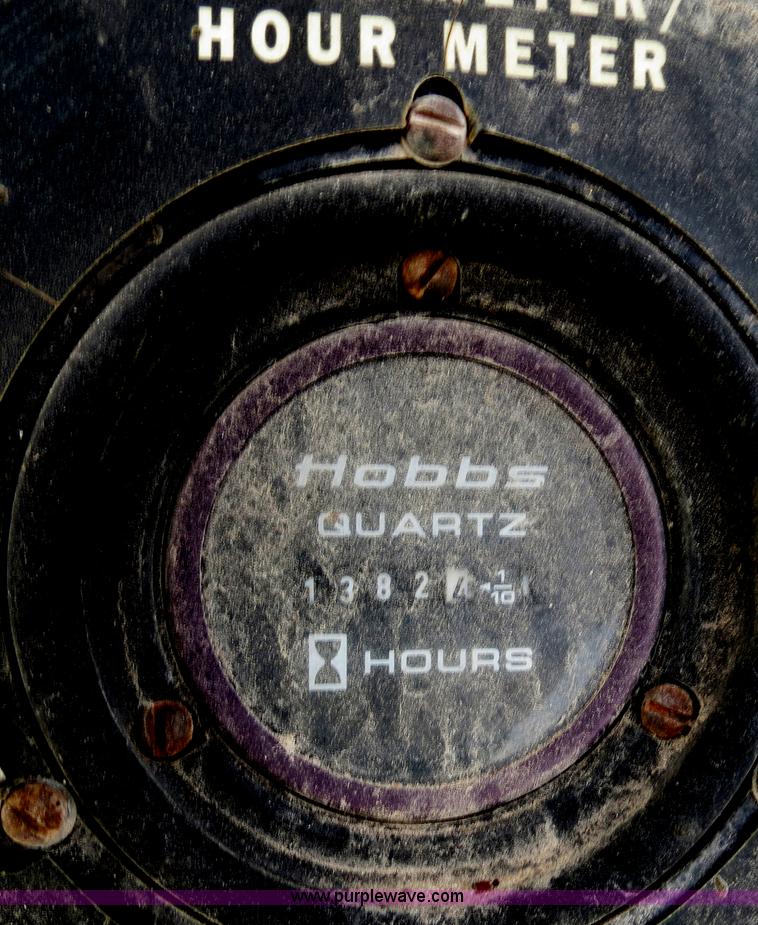 HOUR METER
Hobbs
QUARTZ
1 3 8 2 4 1/10
HOURS
www.purplewave.com